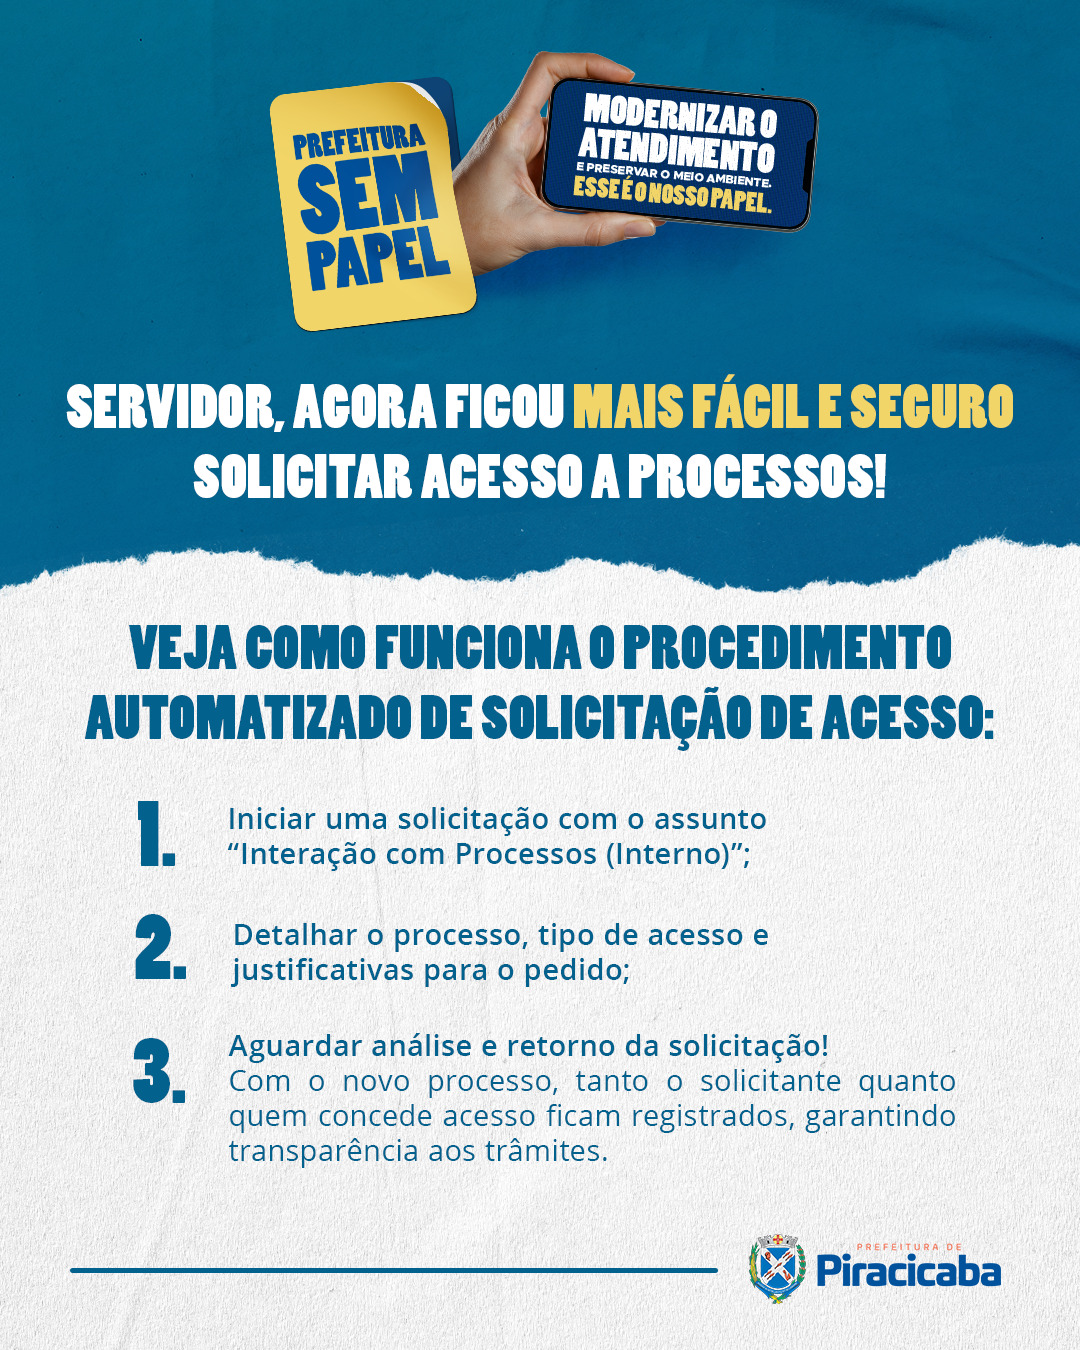 PREFEITURA
SEM
PAPEL
MODERNIZAR O
ATENDIMENTO
E PRESERVAR O MEIO AMBIENTE.
ESSE É O NOSSO PAPEL.
SERVIDOR, AGORA FICOU MAIS FÁCIL E SEGURO
SOLICITAR ACESSO A PROCESSOS!
VEJA COMO FUNCIONA O PROCEDIMENTO
AUTOMATIZADO DE SOLICITAÇÃO DE ACESSO:
1.
Iniciar uma solicitação com o assunto
“Interação com Processos (Interno)”;
2.
Detalhar o processo, tipo de acesso e
justificativas para o pedido;
3.
Aguardar análise e retorno da solicitação!
Com o novo processo, tanto o solicitante quanto
quem concede acesso ficam registrados, garantindo
transparência aos trâmites.
PREFEITURA DE
Piracicaba